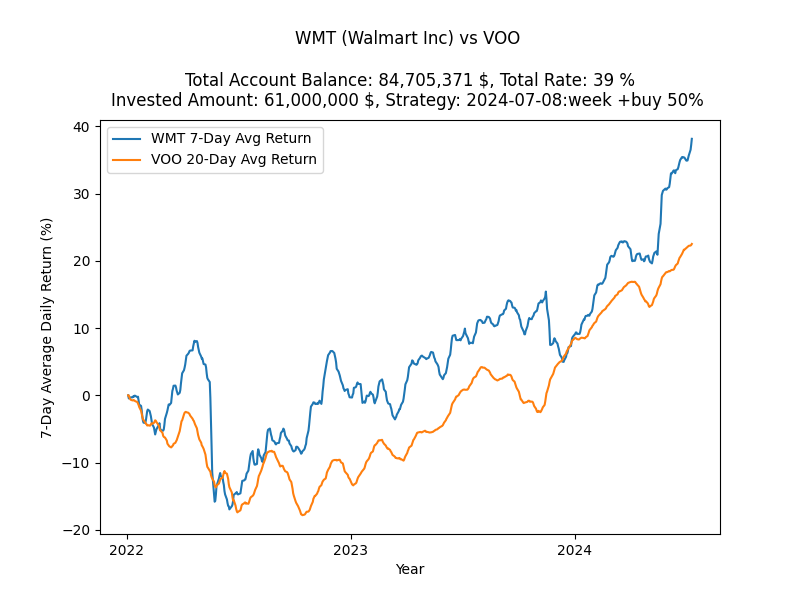 WMT (Walmart Inc) vs VOO
Total Account Balance: 84,705,371 $, Total Rate: 39 %
Invested Amount: 61,000,000 $, Strategy: 2024-07-08:week +buy 50%
WMT 7-Day Avg Return
VOO 20-Day Avg Return
7-Day Average Daily Return (%)
40
30
20
10
0
−10
−20
2022
2023
2024
Year